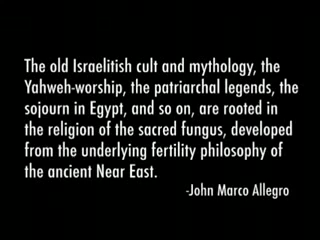 The old Israelitish cult and mythology, the
Yahweh-worship, the patriarchal legends, the
sojourn in Egypt, and so on, are rooted in
the religion of the sacred fungus, developed
from the underlying fertility philosophy of
the ancient Near East.
-John Marco Allegro